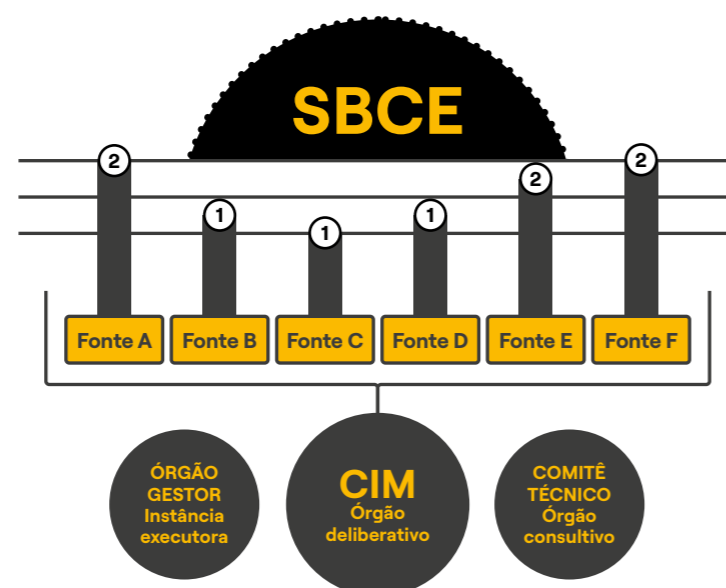 SBCE
2
1
1
1
2
2
Fonte A
Fonte B
Fonte C
Fonte D
Fonte E
Fonte F
ÓRGÃO
GESTOR
Instância
executora
CIM
Órgão
deliberativo
COMITÊ
TÉCNICO
Órgão
consultivo